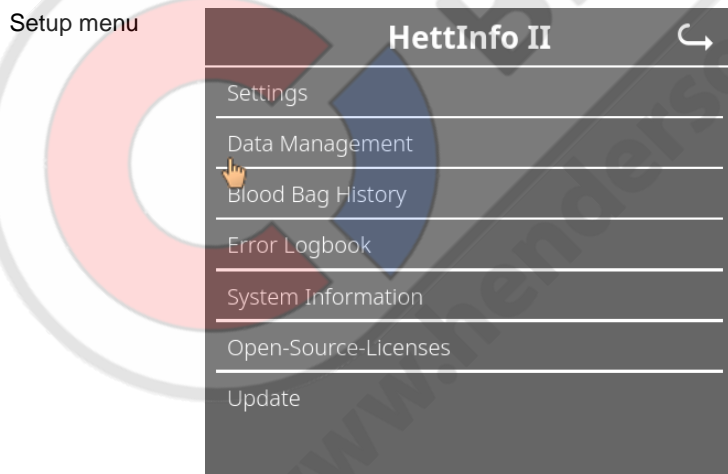 Setup menu
HettInfo II
Settings
Data Management
Blood Bag History
Error Logbook
System Information
Open-Source-Licenses
Update